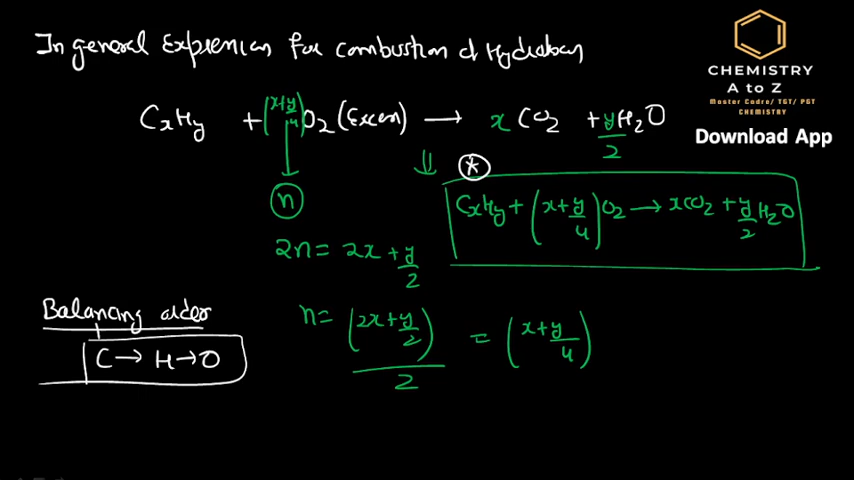 In general Expression for combustion of Hydrocarbon
CHEMISTRY
A to Z
Master Cadre/ TGT/ PGT
CHEMISTRY
Download App
CxHy + (x+y/4) O2 (Excess) → x CO2 + y/2 H2O
n
*
CxHy + (x+y/4) O2 → xCO2 + y/2 H2O
2n = 2x + y/2
n = (2x+y/2)/2 = (x+y/4)
Balancing order
C → H → O